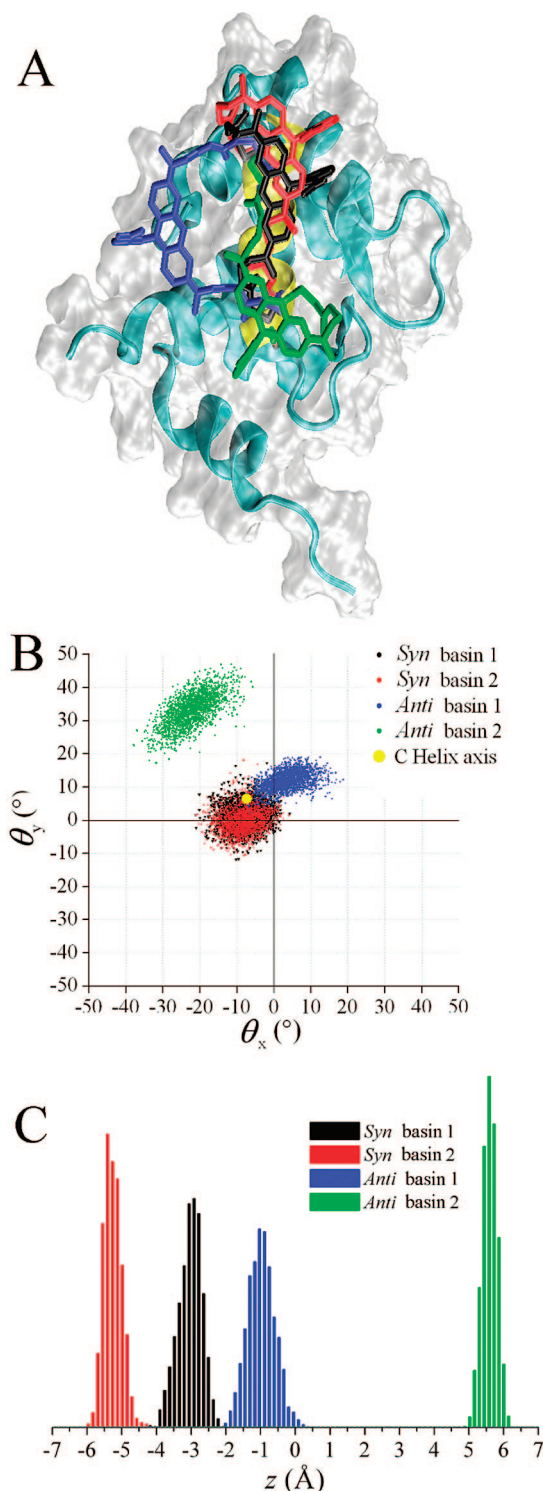 A
B
50
40
30
20
10
0
-10
-20
-30
-40
-50
θy (°)
-50 -40 -30 -20 -10 0 10 20 30 40 50
θx (°)
Syn basin 1
Syn basin 2
Anti basin 1
Anti basin 2
C Helix axis
C
Syn basin 1
Syn basin 2
Anti basin 1
Anti basin 2
-7 -6 -5 -4 -3 -2 -1 0 1 2 3 4 5 6 7
z (Å)